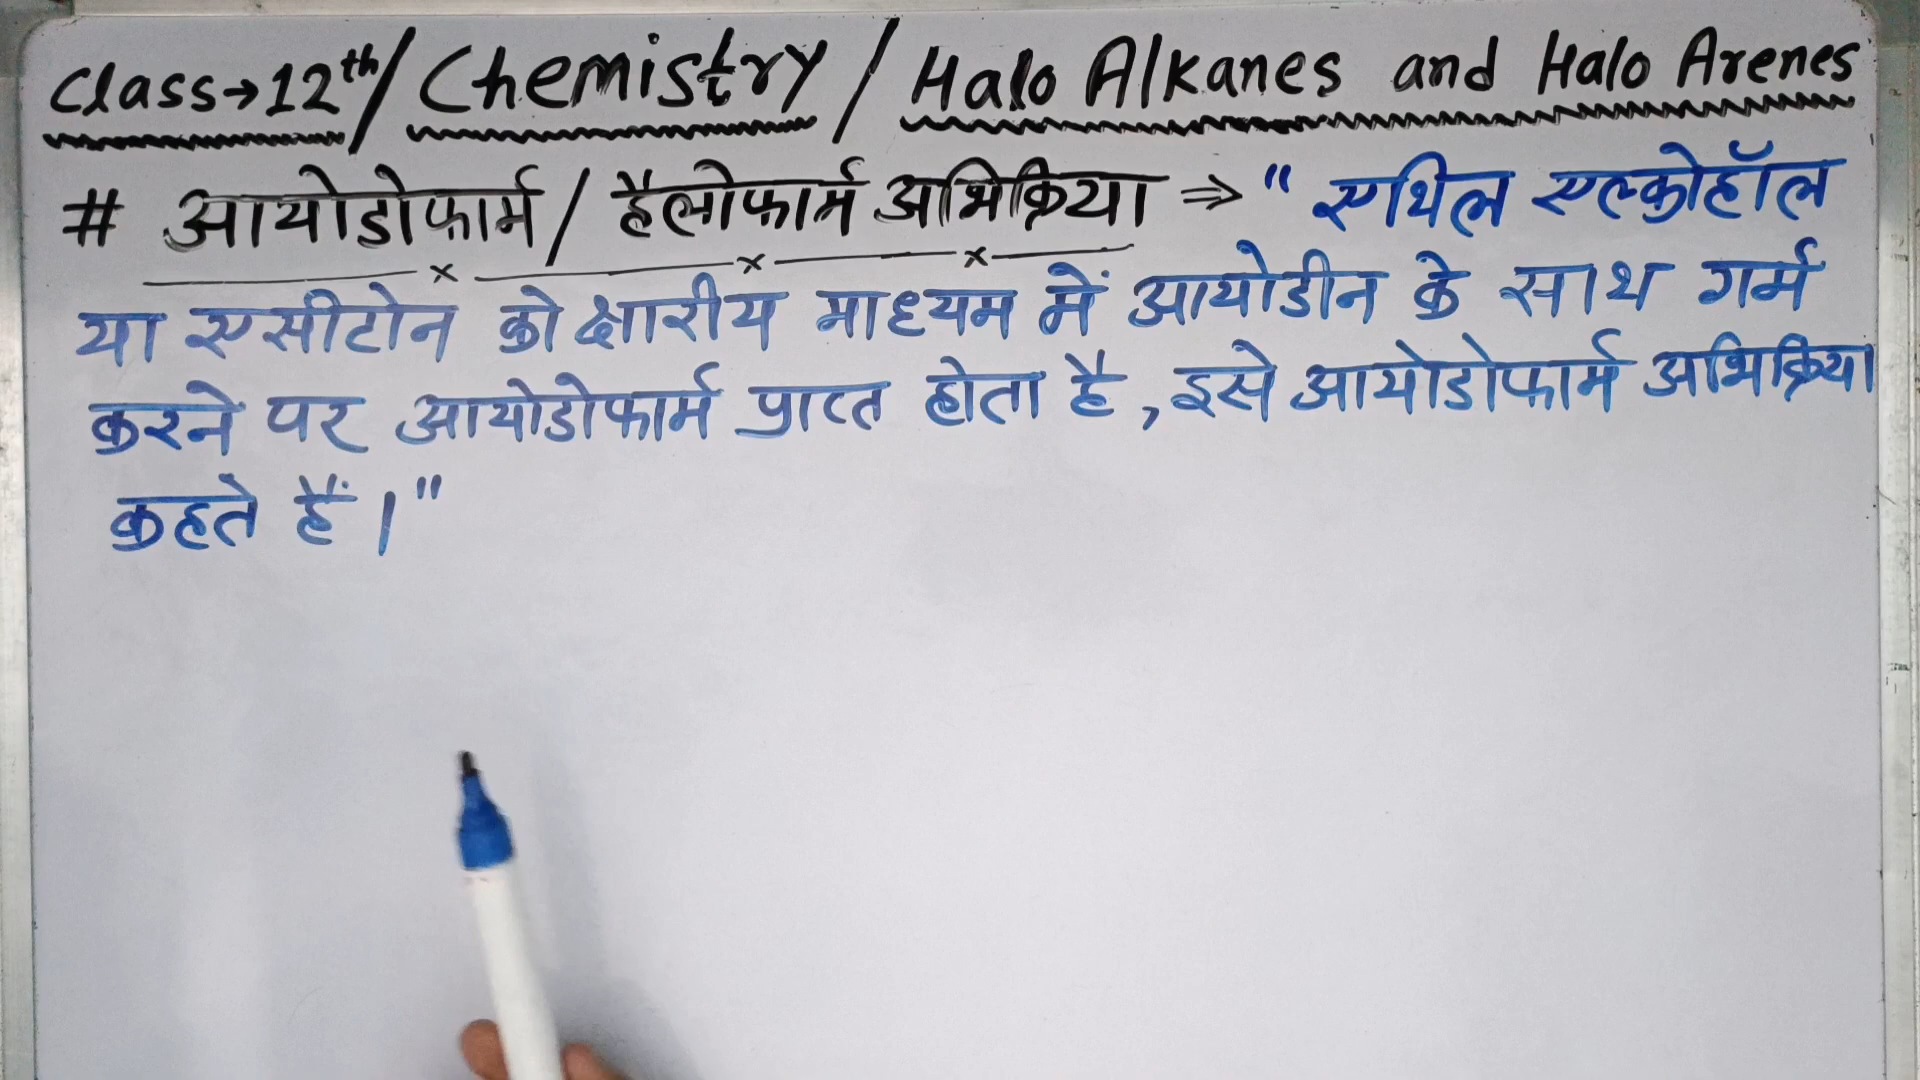 Class→12th/Chemistry/Halo Alkanes and Halo Arenes
# आयोडोफार्म/हैलोफार्म अभिक्रिया ⇒ "एथिल एल्कोहॉल
या एसीटोन को क्षारीय माध्यम में आयोडीन के साथ गर्म
करने पर आयोडोफार्म प्राप्त होता है, इसे आयोडोफार्म अभिक्रिया
कहते हैं।"